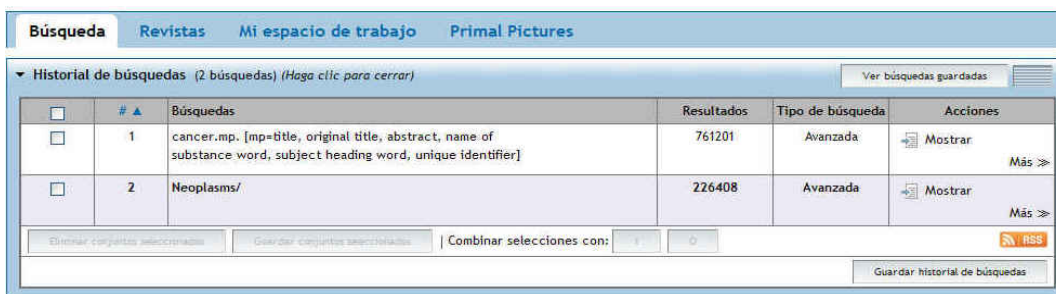 Búsqueda Revistas Mi espacio de trabajo Primal Pictures
▼ Historial de búsquedas (2 búsquedas) (Haga clic para cerrar) Ver búsquedas guardadas
# ▲ Búsquedas Resultados Tipo de búsqueda Acciones
1 cancer.mp. [mp=title, original title, abstract, name of 761201 Avanzada Mostrar
substance word, subject heading word, unique identifier]
Más ≫
2 Neoplasms/ 226408 Avanzada Mostrar
Más ≫
Eliminar conjuntos seleccionados Guardar conjuntos seleccionados | Combinar selecciones con: Y O RSS
Guardar historial de búsquedas